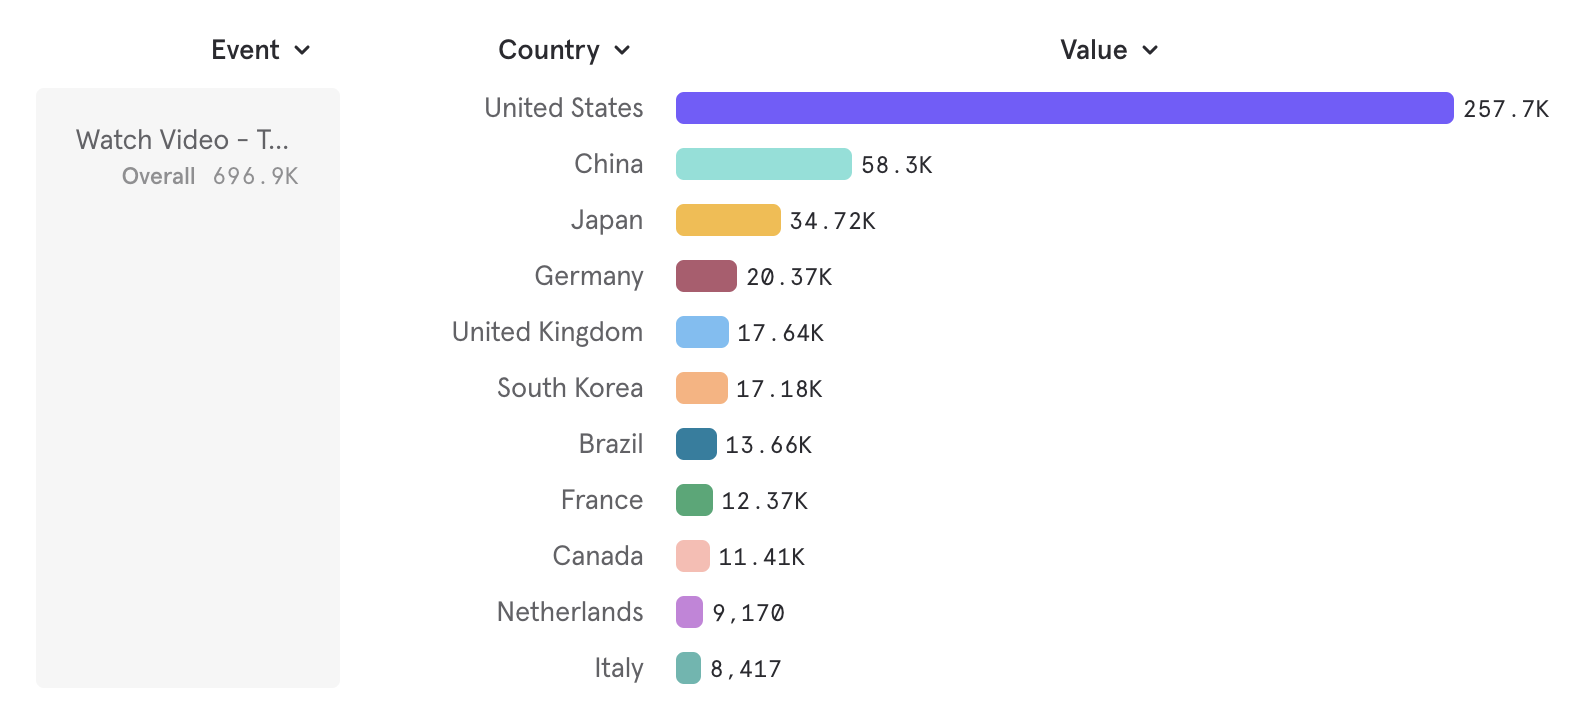 Event Country Value
Watch Video - T...
Overall 696.9K
United States 257.7K
China 58.3K
Japan 34.72K
Germany 20.37K
United Kingdom 17.64K
South Korea 17.18K
Brazil 13.66K
France 12.37K
Canada 11.41K
Netherlands 9,170
Italy 8,417